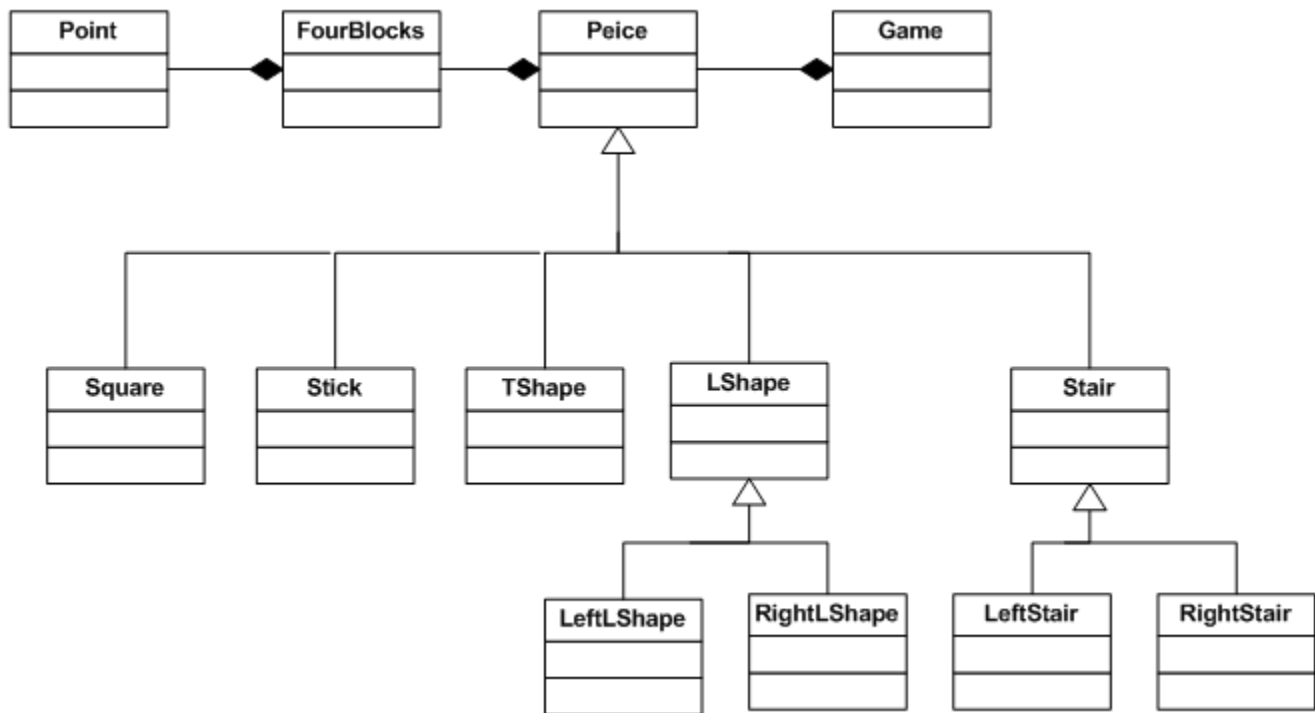 Point
FourBlocks
Peice
Game
Square
Stick
TShape
LShape
Stair
LeftLShape
RightLShape
LeftStair
RightStair